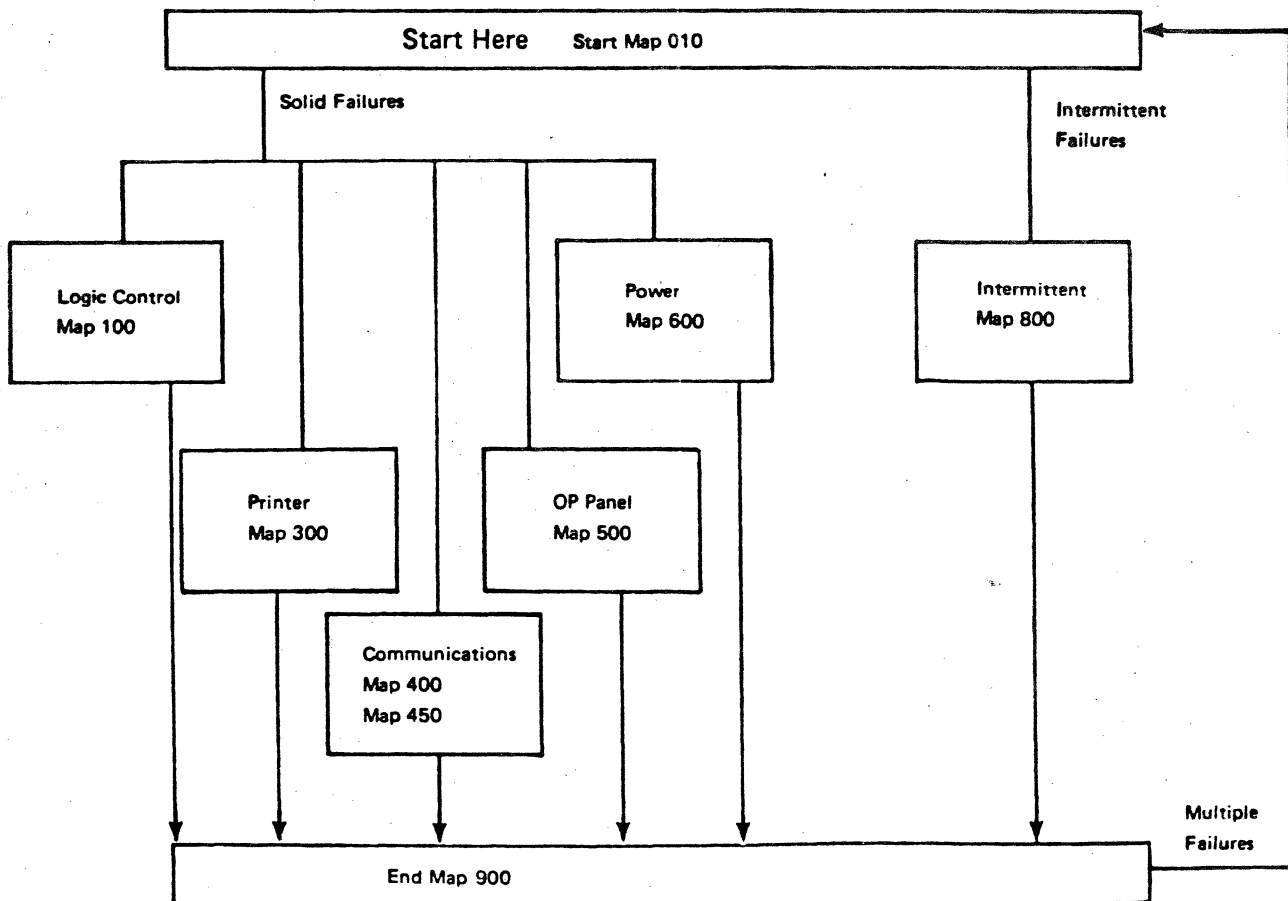 Start Here Start Map 010
Solid Failures
Intermittent
Failures
Logic Control
Map 100
Power
Map 600
Intermittent
Map 800
Printer
Map 300
OP Panel
Map 500
Communications
Map 400
Map 450
Multiple
Failures
End Map 900